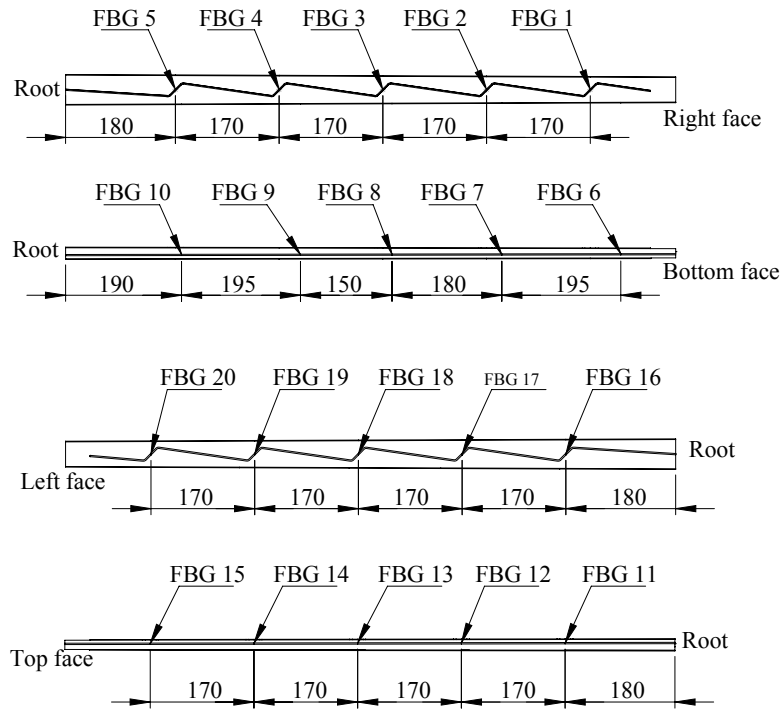 FBG 5 FBG 4 FBG 3 FBG 2 FBG 1
Root
180 170 170 170 170
Right face
FBG 10 FBG 9 FBG 8 FBG 7 FBG 6
Root
Bottom face
190 195 150 180 195
FBG 20 FBG 19 FBG 18 FBG 17 FBG 16
Root
Left face
170 170 170 170 180
FBG 15 FBG 14 FBG 13 FBG 12 FBG 11
Root
Top face
170 170 170 170 180